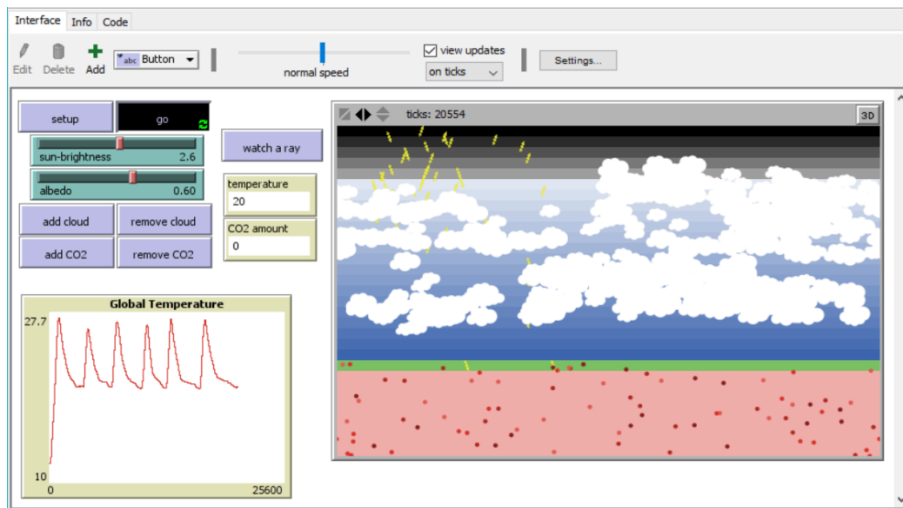 Interface Info Code
Edit Delete Add abc Button normal speed view updates on ticks Settings...
setup go
sun-brightness 2.6
albedo 0.60
add cloud remove cloud
add CO2 remove CO2
watch a ray
temperature
20
CO2 amount
0
Global Temperature
27.7
10
0 25600
ticks: 20554 3D